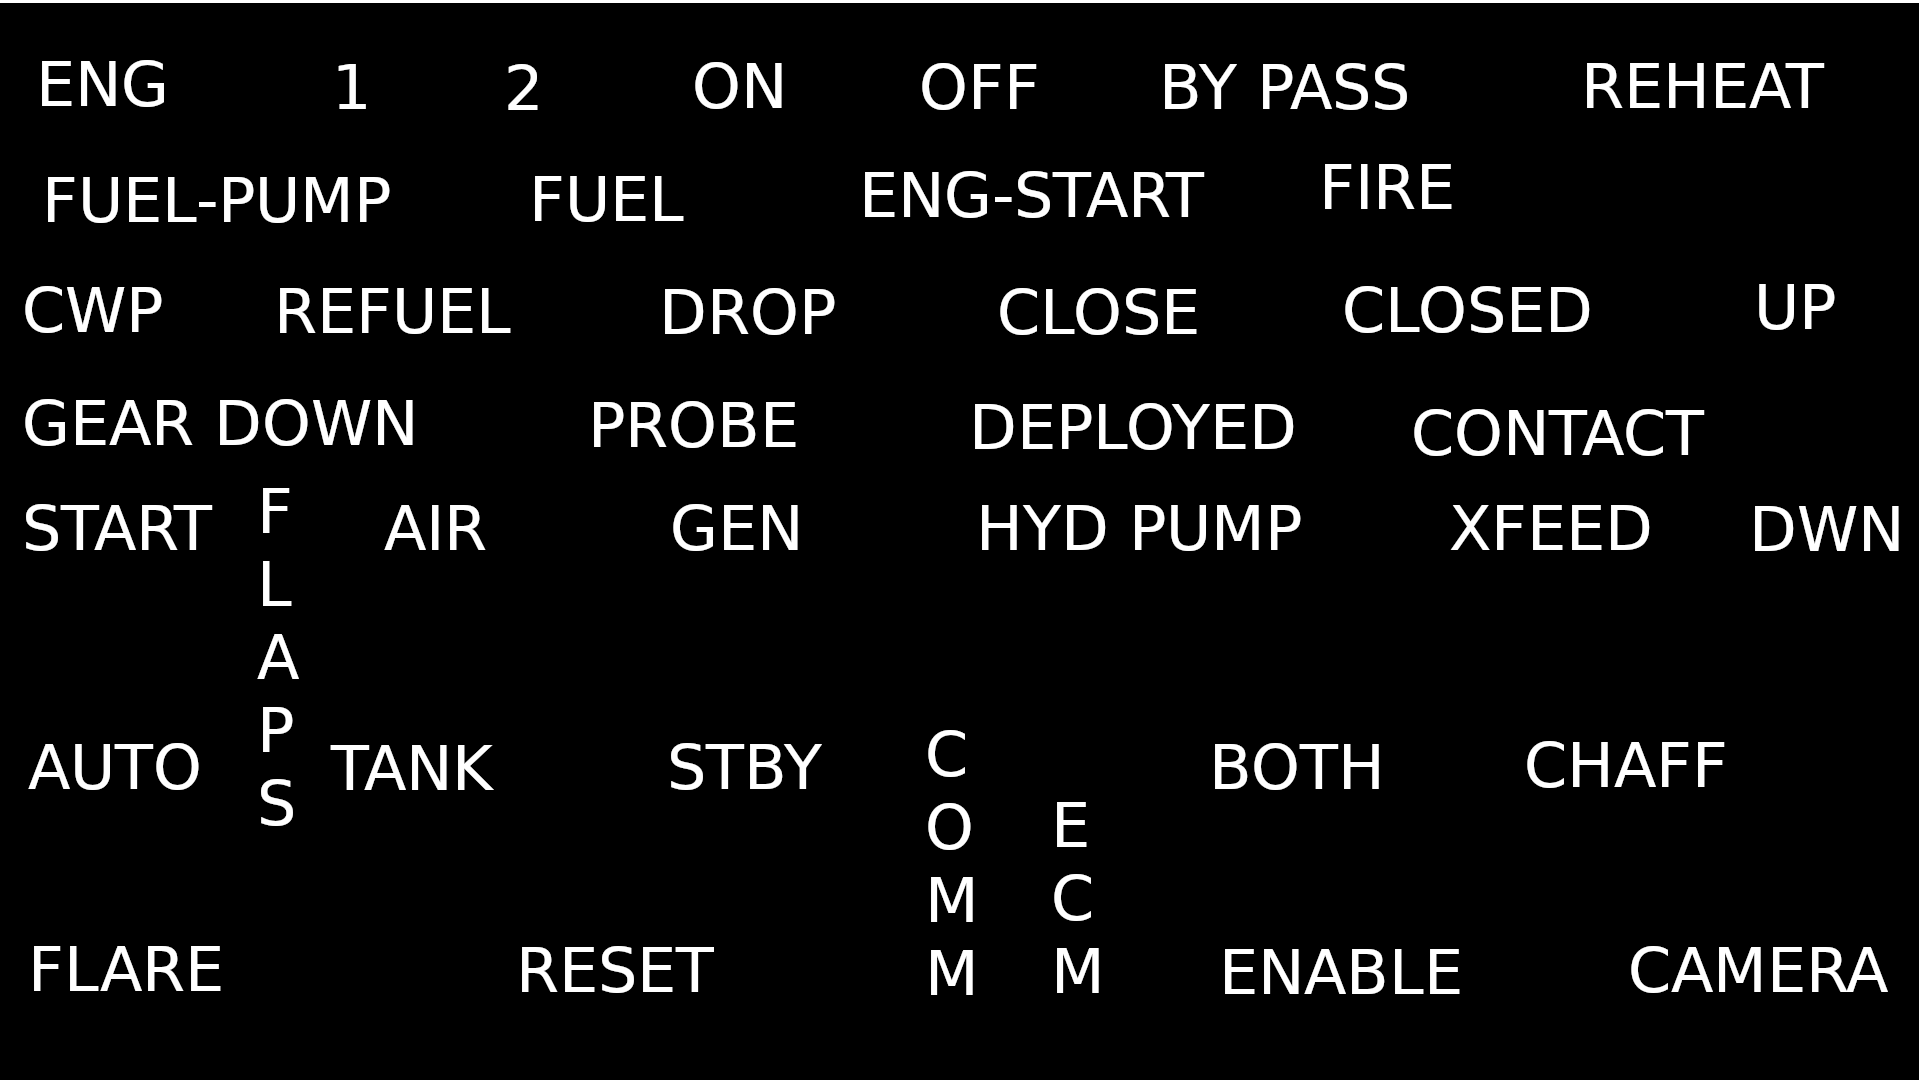 ENG 1 2 ON OFF BY PASS REHEAT
FUEL-PUMP FUEL ENG-START FIRE
CWP REFUEL DROP CLOSE CLOSED UP
GEAR DOWN PROBE DEPLOYED CONTACT
START FLAPS AIR GEN HYD PUMP XFEED DWN
AUTO TANK STBY COMM ECM BOTH CHAFF
FLARE RESET ENABLE CAMERA